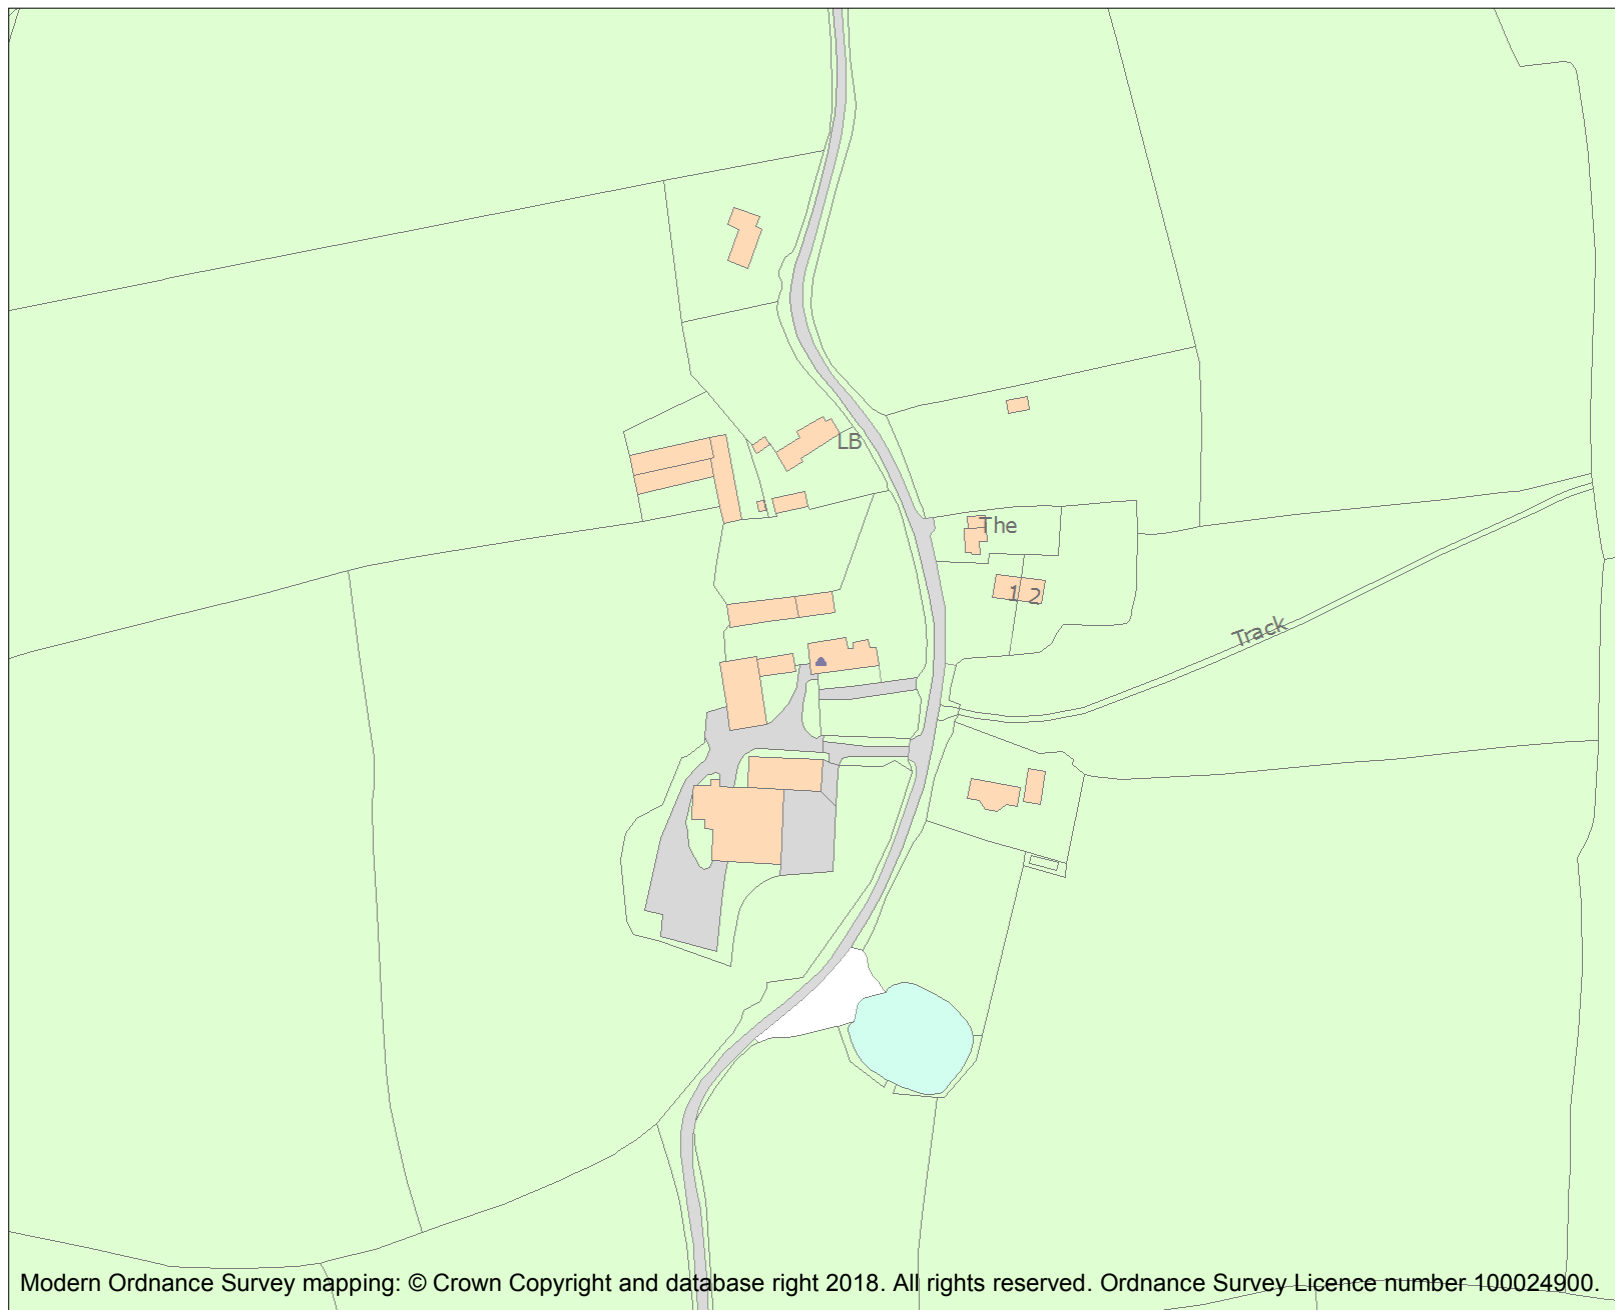 LB
The
1 2
Track
Modern Ordnance Survey mapping: © Crown Copyright and database right 2018. All rights reserved. Ordnance Survey Licence number 100024900.